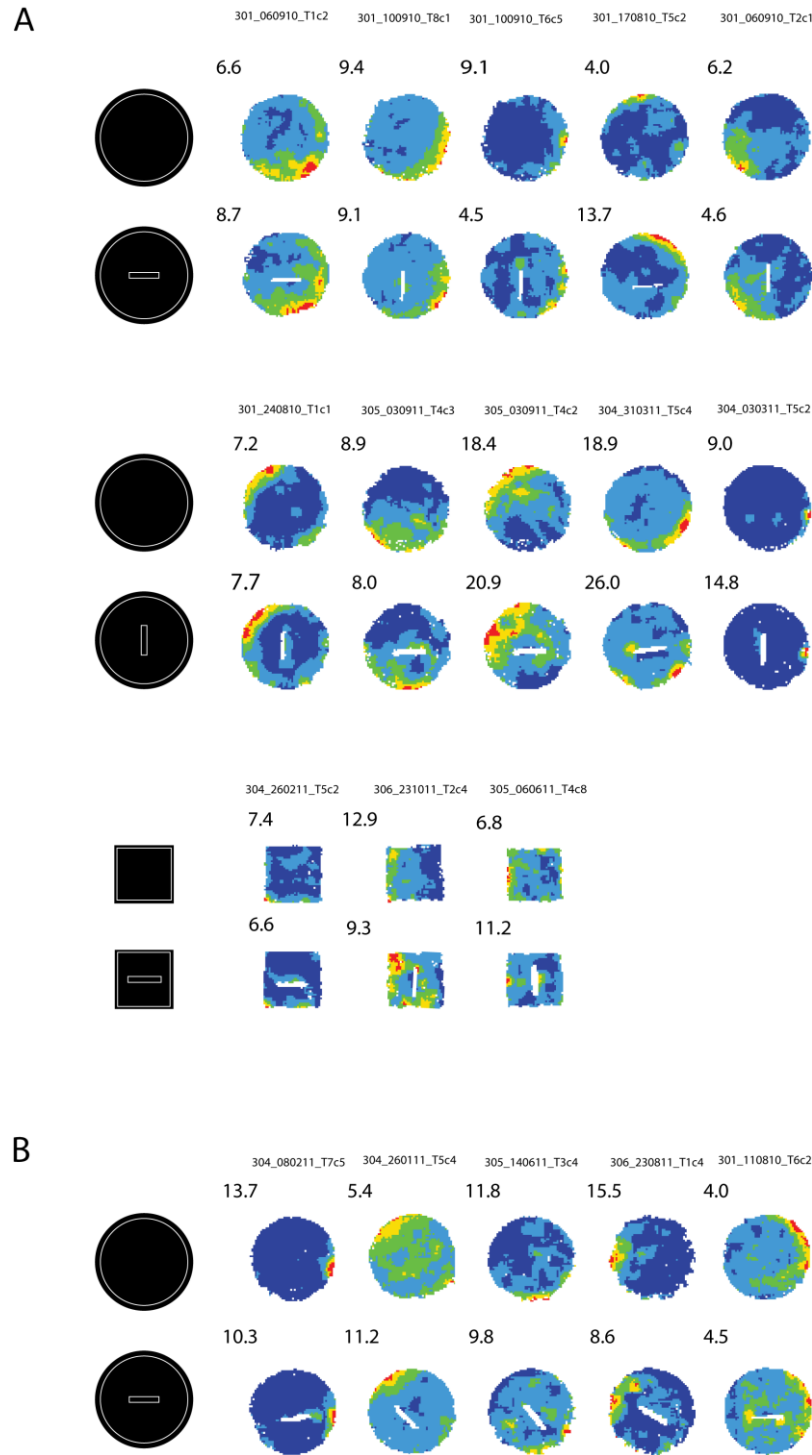 A
301_060910_T1c2 301_100910_T8c1 301_100910_T6c5 301_170810_T5c2 301_060910_T2c1
6.6 9.4 9.1 4.0 6.2
8.7 9.1 4.5 13.7 4.6
301_240810_T1c1 305_030911_T4c3 305_030911_T4c2 304_310311_T5c4 304_030311_T5c2
7.2 8.9 18.4 18.9 9.0
7.7 8.0 20.9 26.0 14.8
304_260211_T5c2 306_231011_T2c4 305_060611_T4c8
7.4 12.9 6.8
6.6 9.3 11.2
B
304_080211_T7c5 304_260111_T5c4 305_140611_T3c4 306_230811_T1c4 301_110810_T6c2
13.7 5.4 11.8 15.5 4.0
10.3 11.2 9.8 8.6 4.5